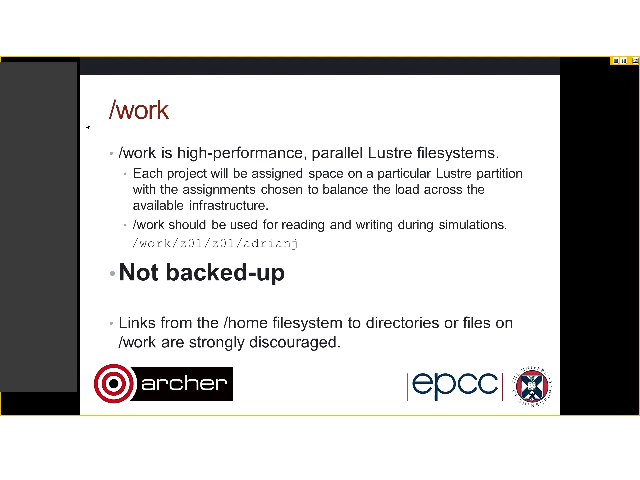 /work
• /work is high-performance, parallel Lustre filesystems.
• Each project will be assigned space on a particular Lustre partition
with the assignments chosen to balance the load across the
available infrastructure.
• /work should be used for reading and writing during simulations.
/work/z01/z01/adrianj
• Not backed-up
• Links from the /home filesystem to directories or files on
/work are strongly discouraged.
archer
epcc